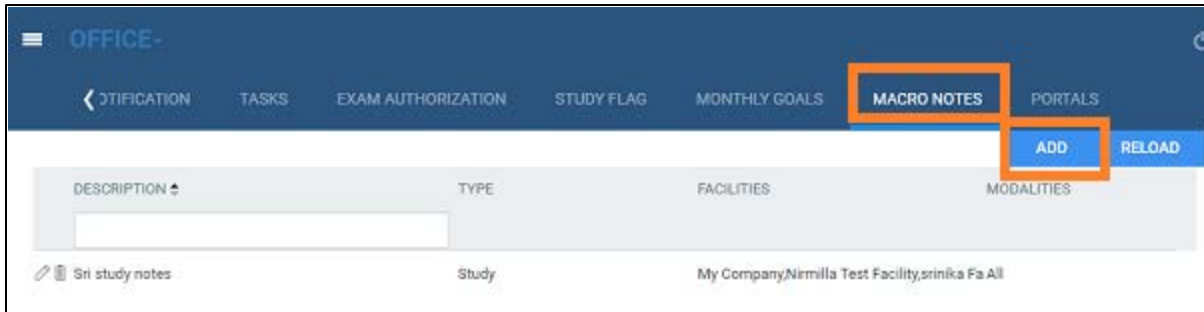 OFFICE-
OTIFICATION TASKS EXAM AUTHORIZATION STUDY FLAG MONTHLY GOALS MACRO NOTES PORTALS
ADD RELOAD
DESCRIPTION TYPE FACILITIES MODALITIES
Sri study notes Study My Company,Nirmilla Test Facility,srinika Fa All